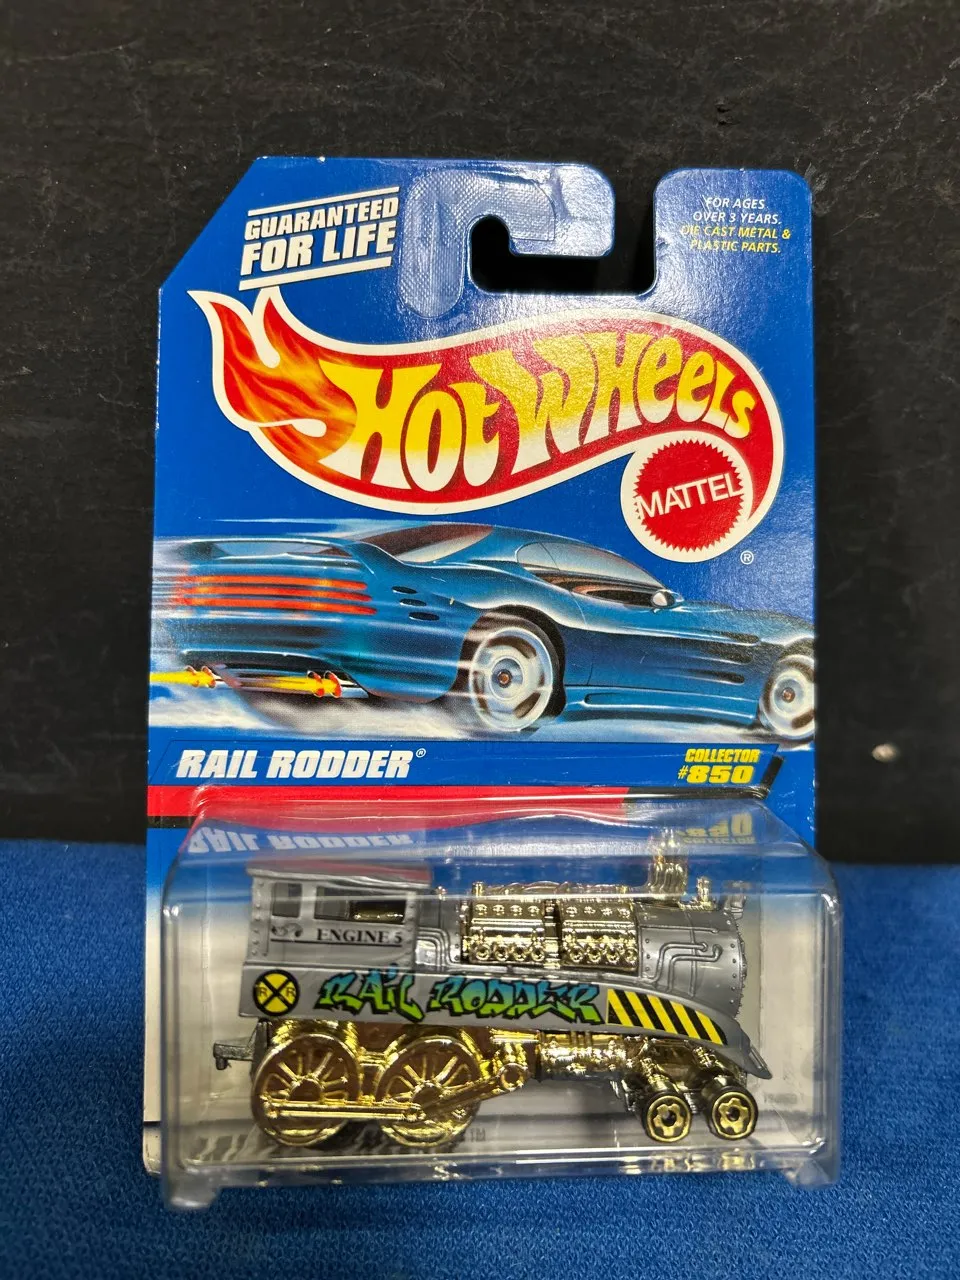 GUARANTEED
FOR LIFE
FOR AGES
OVER 3 YEARS.
DIE CAST METAL &
PLASTIC PARTS.
HOT WHEELS
MATTEL
®
RAIL RODDER®
COLLECTOR
#850
ENGINE 5
R R
RAIL RODDER